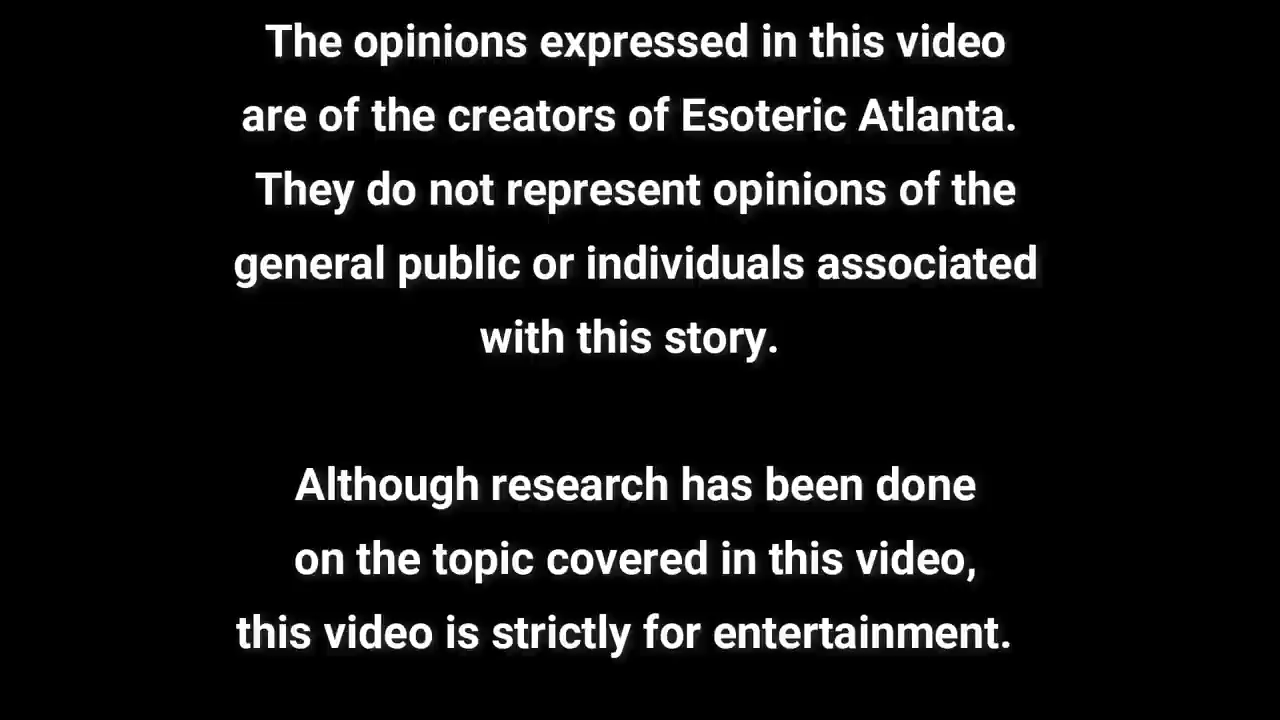 The opinions expressed in this video
are of the creators of Esoteric Atlanta.
They do not represent opinions of the
general public or individuals associated
with this story.
Although research has been done
on the topic covered in this video,
this video is strictly for entertainment.